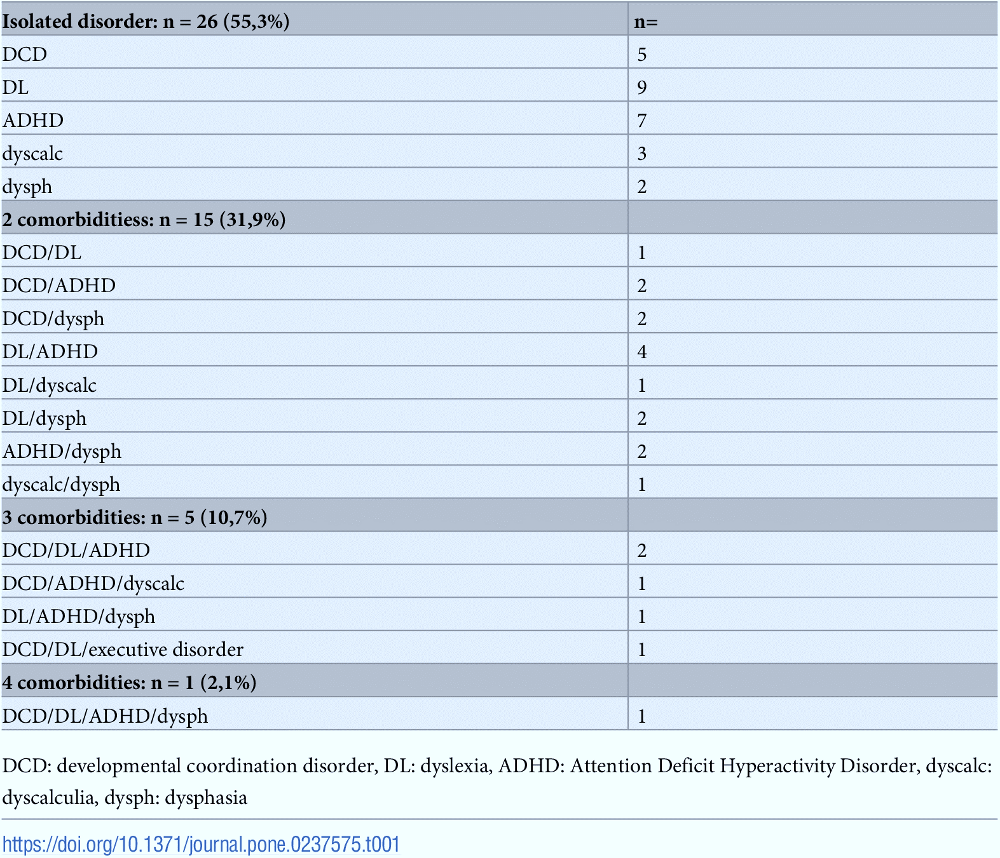 Isolated disorder: n = 26 (55,3%) n=
DCD 5
DL 9
ADHD 7
dyscalc 3
dysph 2
2 comorbiditiess: n = 15 (31,9%)
DCD/DL 1
DCD/ADHD 2
DCD/dysph 2
DL/ADHD 4
DL/dyscalc 1
DL/dysph 2
ADHD/dysph 2
dyscalc/dysph 1
3 comorbidities: n = 5 (10,7%)
DCD/DL/ADHD 2
DCD/ADHD/dyscalc 1
DL/ADHD/dysph 1
DCD/DL/executive disorder 1
4 comorbidities: n = 1 (2,1%)
DCD/DL/ADHD/dysph 1
DCD: developmental coordination disorder, DL: dyslexia, ADHD: Attention Deficit Hyperactivity Disorder, dyscalc:
dyscalculia, dysph: dysphasia
https://doi.org/10.1371/journal.pone.0237575.t001